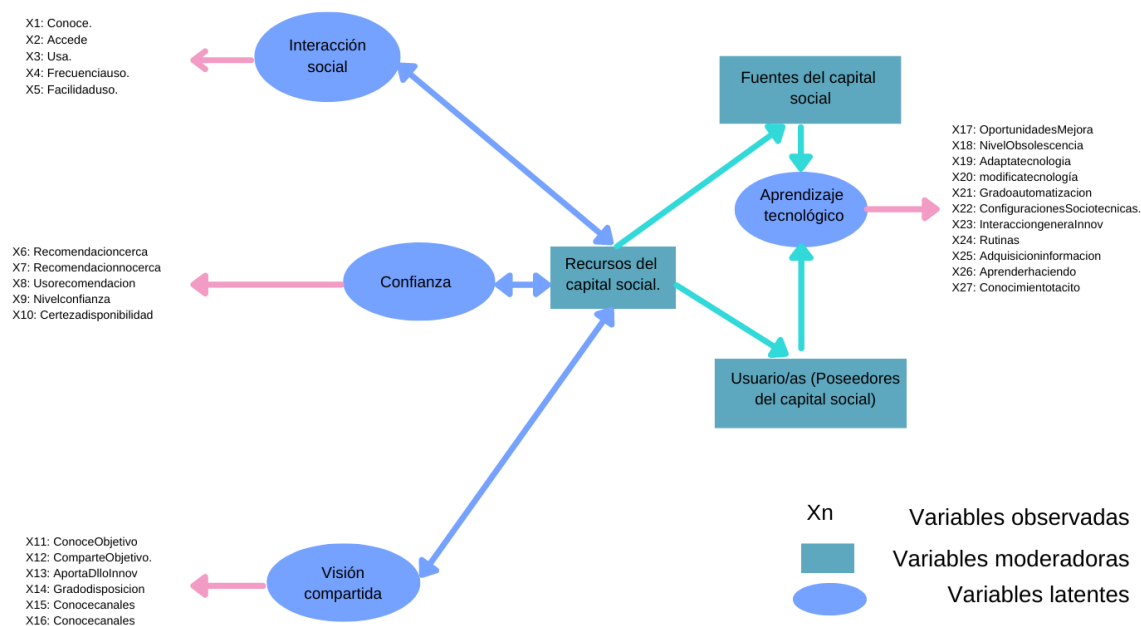 X1: Conoce.
X2: Accede
X3: Usa.
X4: Frecuenciauso.
X5: Facilidaduso.
Interacción
social
Fuentes del capital
social
X17: OportunidadesMejora
X18: NivelObsolescencia
X19: Adaptatecnologia
X20: modificatecnología
X21: Gradoautomatizacion
X22: ConfiguracionesSociotecnicas.
X23: InteracciongeneraInnov
X24: Rutinas
X25: Adquisicioninformacion
X26: Aprenderhaciendo
X27: Conocimientotacito
Aprendizaje
tecnológico
X6: Recomendacioncerca
X7: Recomendacionnocerca
X8: Usorecomendacion
X9: Nivelconfianza
X10: Certezadisponibilidad
Confianza
Recursos del
capital social.
Usuario/as (Poseedores
del capital social)
X11: ConoceObjetivo
X12: ComparteObjetivo.
X13: AportaDlloInnov
X14: Gradodisposicion
X15: Conocecanales
X16: Conocecanales
Visión
compartida
Xn
Variables observadas
Variables moderadoras
Variables latentes